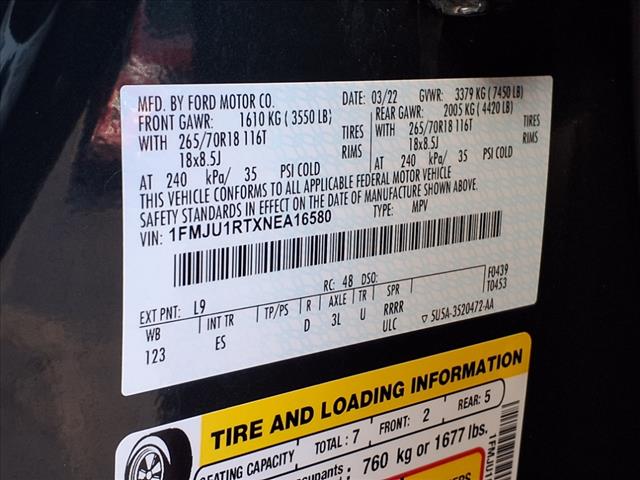 MFD. BY FORD MOTOR CO. DATE: 03/22 GVWR: 3379 KG ( 7450 LB)
FRONT GAWR: 1610 KG ( 3550 LB) REAR GAWR: 2005 KG ( 4420 LB)
WITH 265/70R18 116T TIRES WITH 265/70R18 116T TIRES
18x8.5J RIMS 18x8.5J RIMS
AT 240 kPa/ 35 PSI COLD AT 240 kPa/ 35 PSI COLD
THIS VEHICLE CONFORMS TO ALL APPLICABLE FEDERAL MOTOR VEHICLE
SAFETY STANDARDS IN EFFECT ON THE DATE OF MANUFACTURE SHOWN ABOVE.
VIN: 1FMJU1RTXNEA16580 TYPE: MPV
EXT PNT: L9 RC: 48 DSO: F0439
T0453
WB INT TR TP/PS R AXLE TR SPR
123 ES D 3L U RRRR
ULC ▽ 5U5A-3520472-AA
TIRE AND LOADING INFORMATION
SEATING CAPACITY TOTAL: 7 FRONT: 2 REAR: 5
760 kg or 1677 lbs.